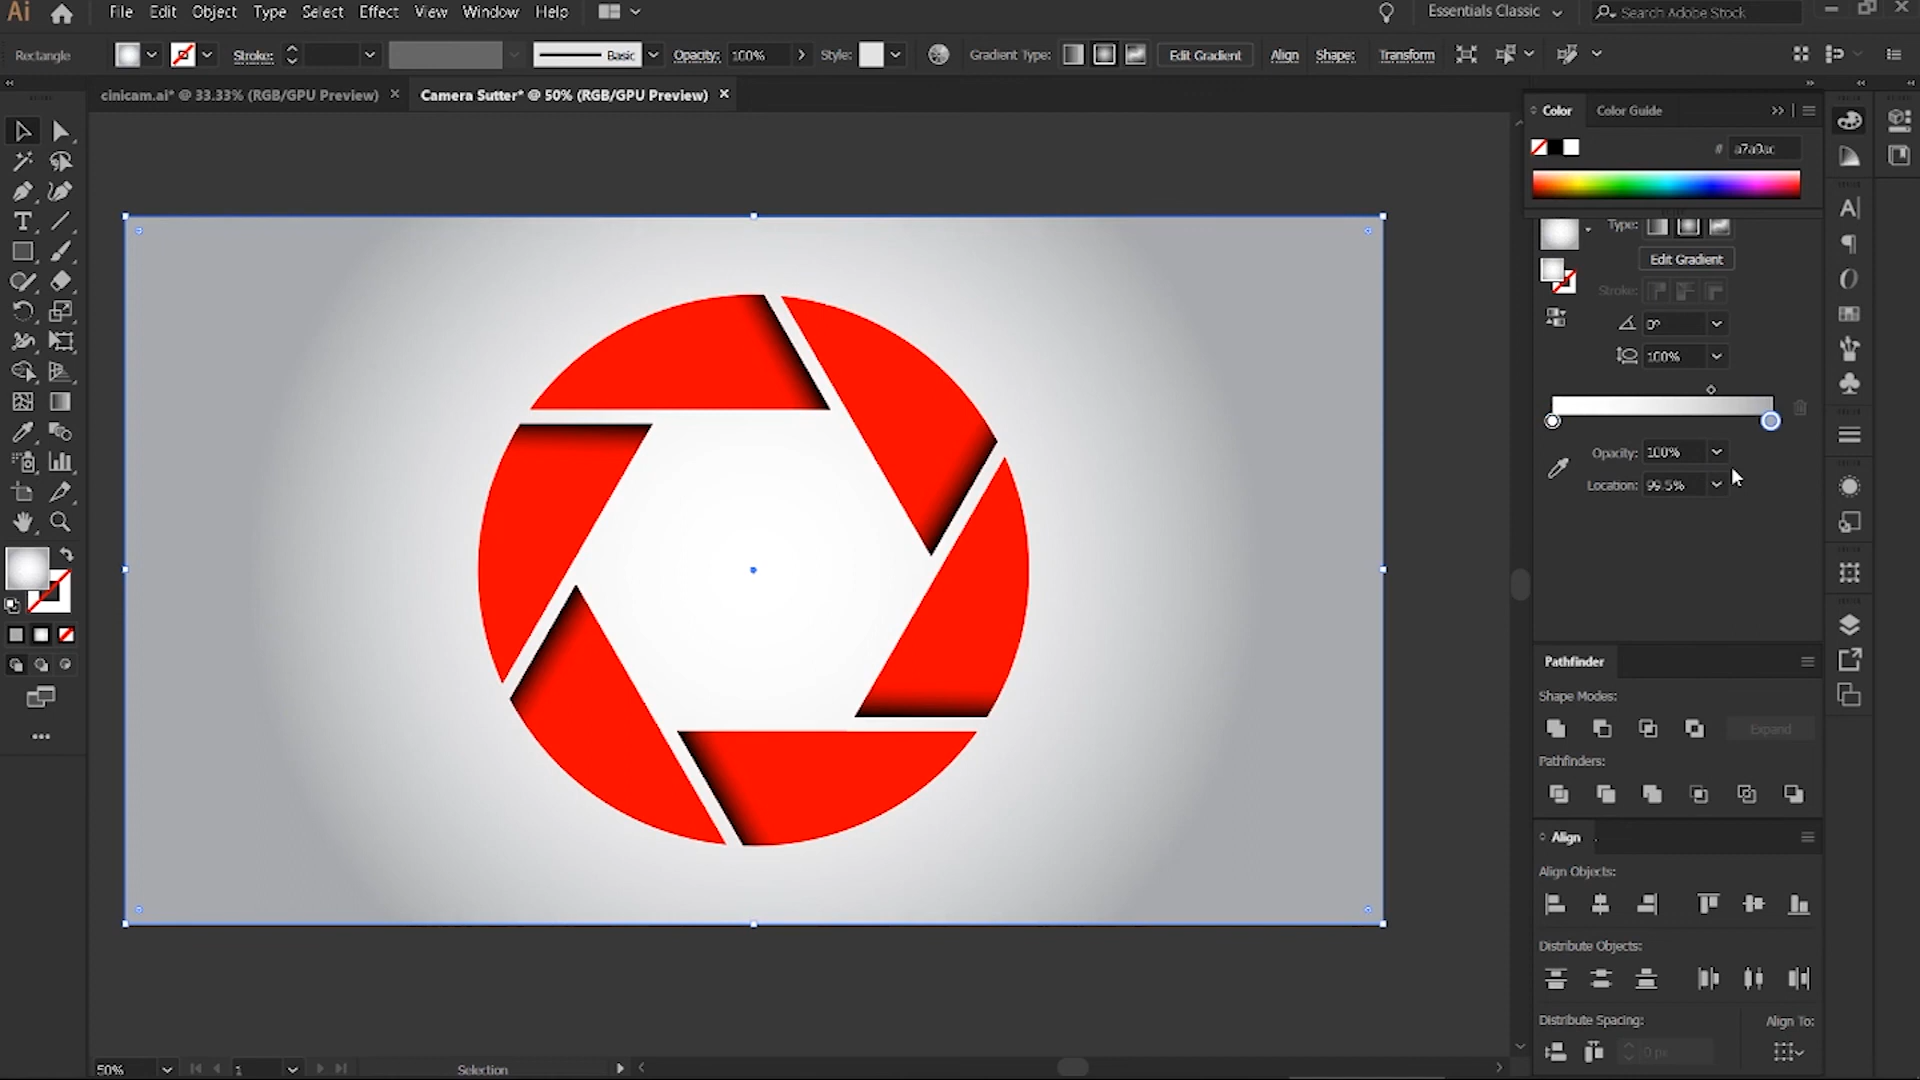 Ai File Edit Object Type Select Effect View Window Help Essentials Classic Search Adobe Stock
Rectangle Stroke: Basic Opacity: 100% Style: Gradient Type: Edit Gradient Align Shape: Transform
cinicam.ai* @ 33.33% (RGB/GPU Preview) Camera Sutter* @ 50% (RGB/GPU Preview)
Color Color Guide
# a7a9ac
Type:
Edit Gradient
Stroke:
0°
100%
Opacity: 100%
Location: 99.5%
Pathfinder
Shape Modes:
Expand
Pathfinders:
Align
Align Objects:
Distribute Objects:
Distribute Spacing: Align To:
0 px
50% 1 Selection